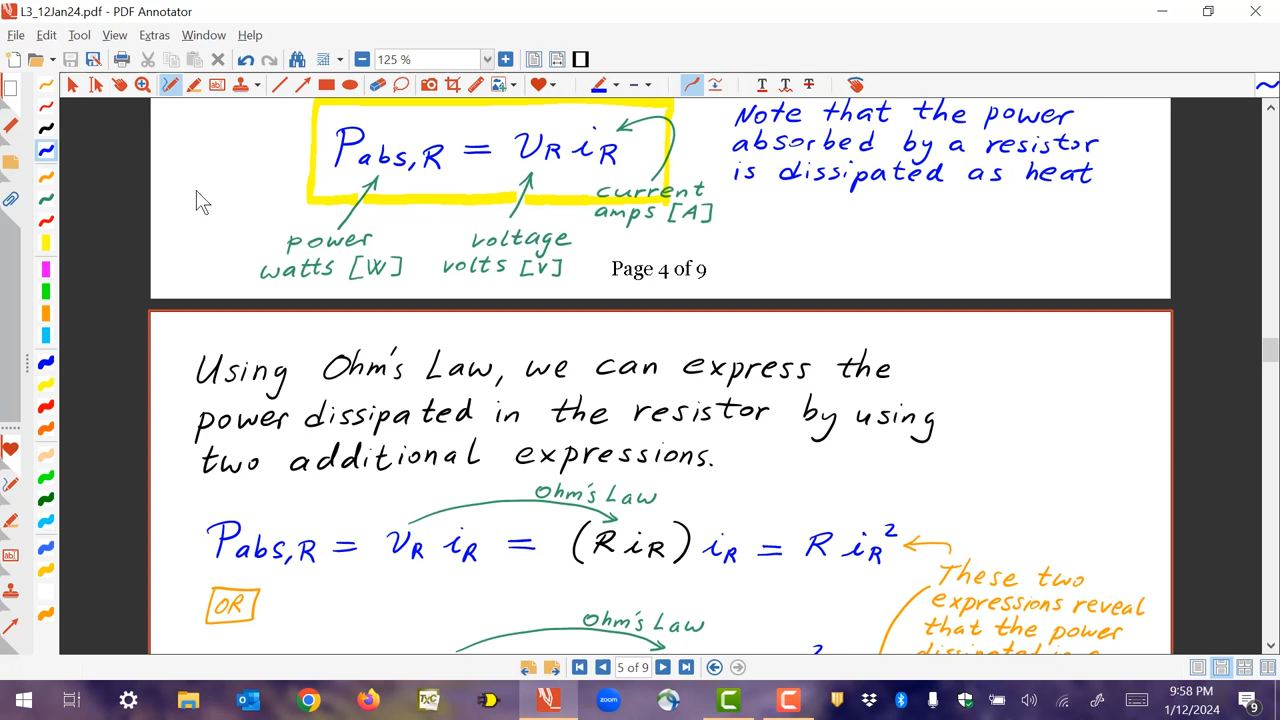 L3_12Jan24.pdf - PDF Annotator
File Edit Tool View Extras Window Help
125 %
Pabs,R = vR iR
current
amps [A]
power
watts [W]
voltage
volts [V]
Note that the power
absorbed by a resistor
is dissipated as heat
Page 4 of 9
Using Ohm's Law, we can express the
power dissipated in the resistor by using
two additional expressions.
Ohm's Law
Pabs,R = vR iR = (R iR) iR = R iR²
OR
These two
expressions reveal
that the power
Ohm's Law
2
5 of 9
zoom
9:58 PM
1/12/2024
9